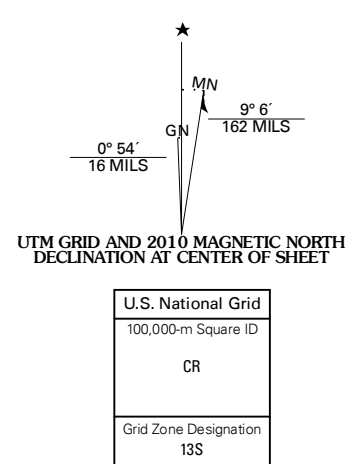 MN
9° 6´
162 MILS
GN
0° 54´
16 MILS
UTM GRID AND 2010 MAGNETIC NORTH
DECLINATION AT CENTER OF SHEET
U.S. National Grid
100,000-m Square ID
CR
Grid Zone Designation
13S